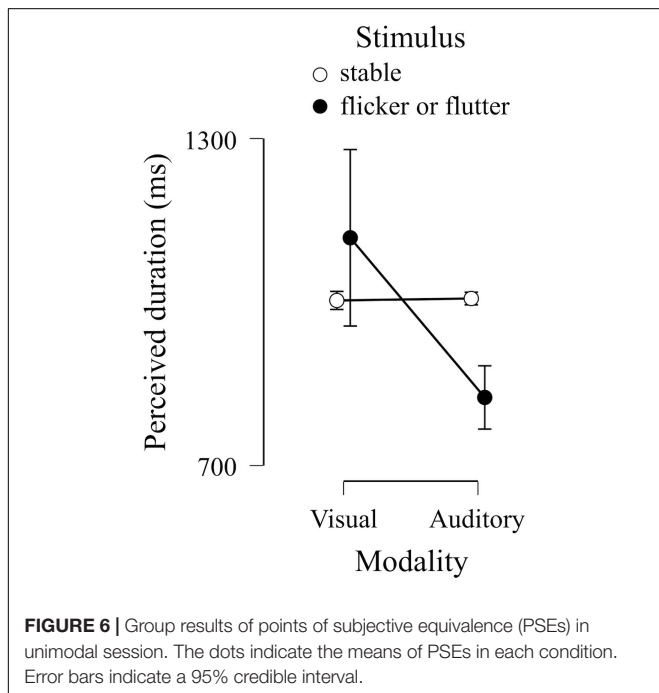 Stimulus
○ stable
● flicker or flutter
1300
Perceived duration (ms)
700
Visual Auditory
Modality
FIGURE 6 | Group results of points of subjective equivalence (PSEs) in
unimodal session. The dots indicate the means of PSEs in each condition.
Error bars indicate a 95% credible interval.